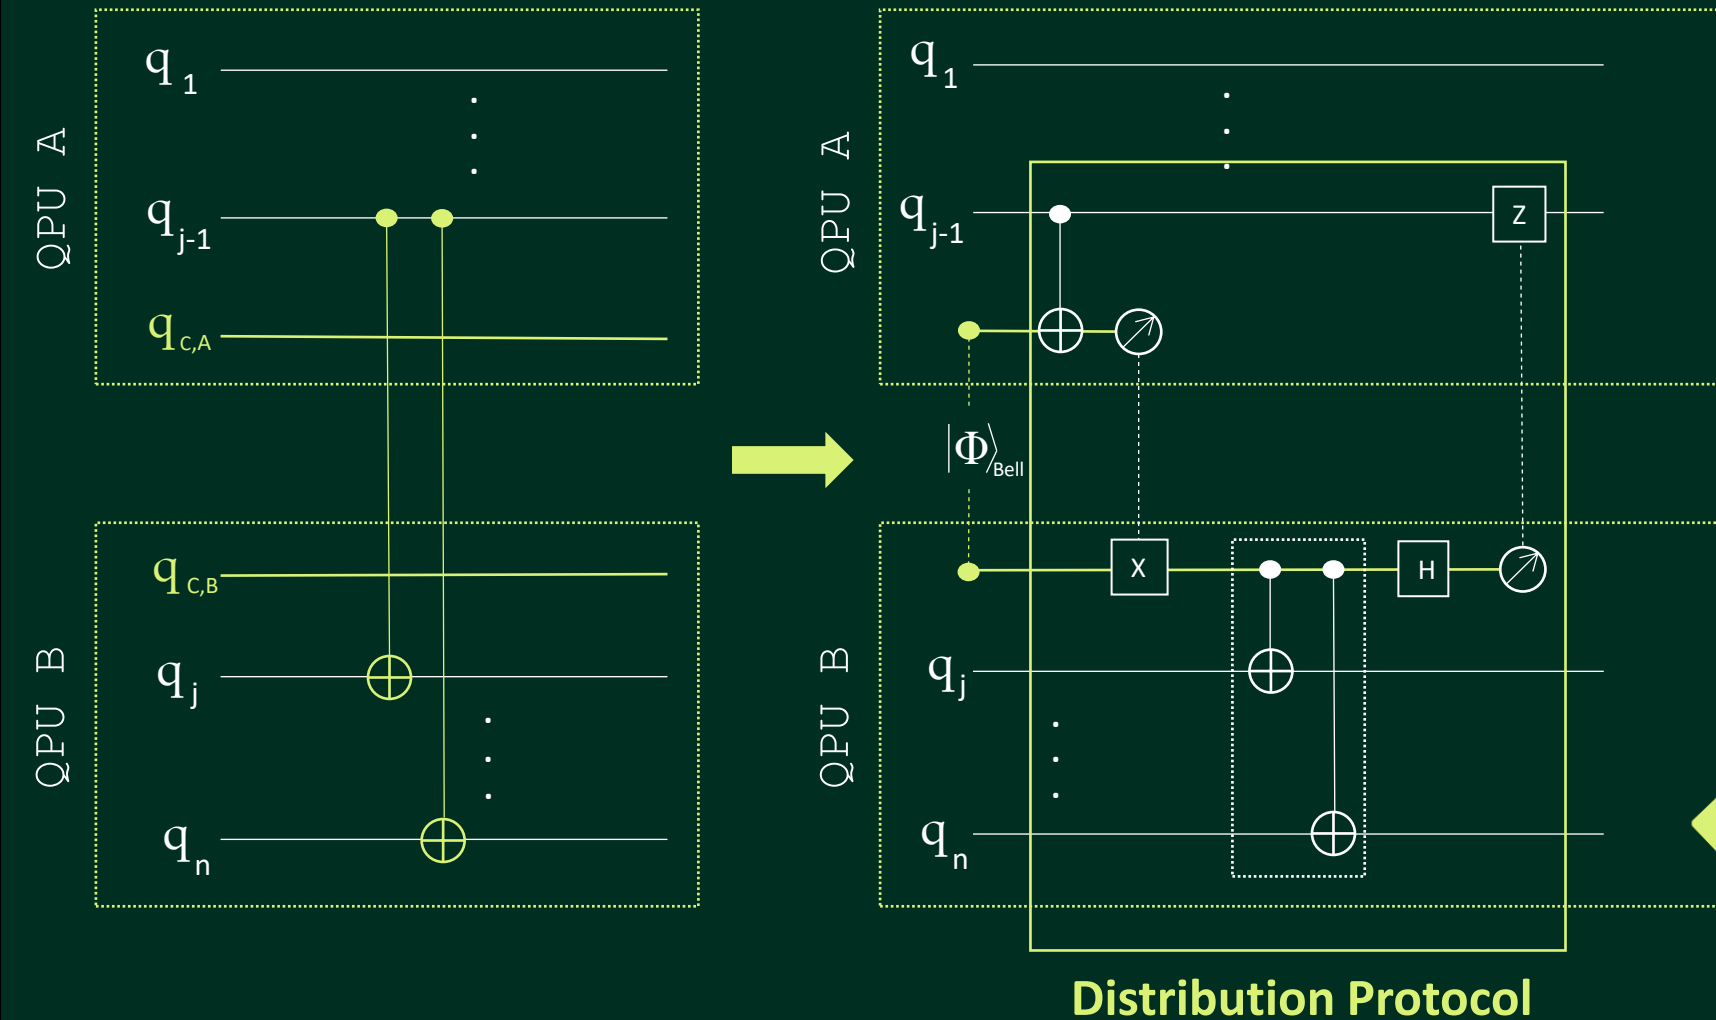 QPU A
q1
qj-1
qC,A
QPU B
qC,B
qj
qn
QPU A
q1
qj-1
Z
|Φ⟩Bell
QPU B
X
H
qj
qn
Distribution Protocol